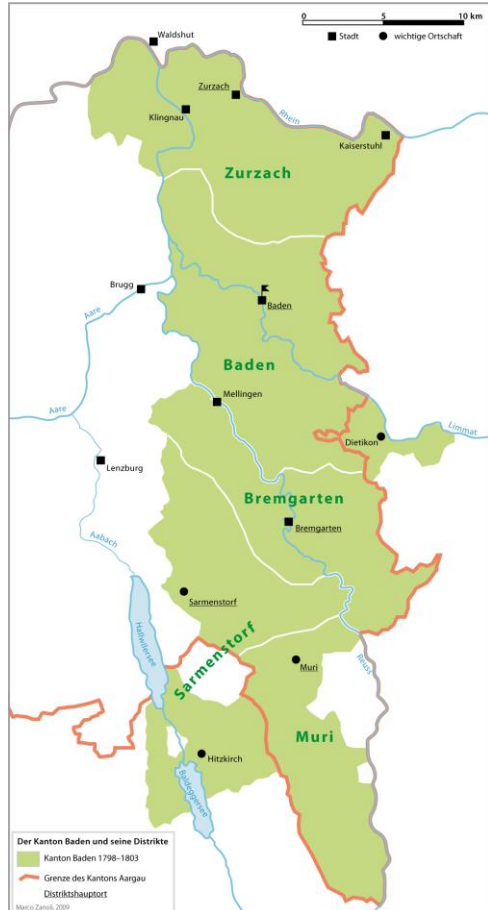 0 5 10 km
Stadt wichtige Ortschaft
Waldshut
Zurzach
Klingnau
Rhein
Kaiserstuhl
Zurzach
Brugg
Baden
Aare
Baden
Mellingen
Aare
Limmat
Dietikon
Lenzburg
Bremgarten
Bremgarten
Aabach
Sarmenstorf
Hallwilersee
Sarmenstorf
Reuss
Muri
Muri
Hitzkirch
Baldeggersee
Der Kanton Baden und seine Distrikte
Kanton Baden 1798–1803
Grenze des Kantons Aargau
Distriktshauptort
Marco Zanoli, 2009